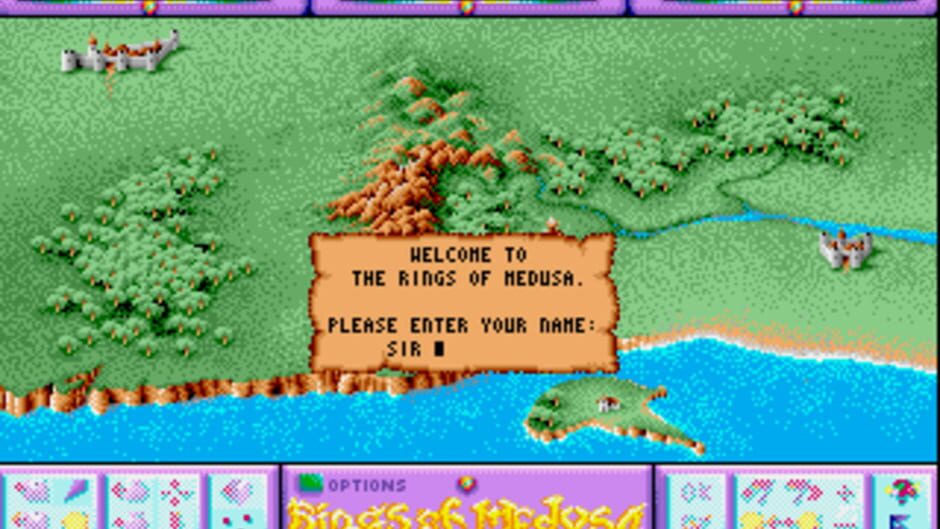 WELCOME TO
THE RINGS OF MEDUSA.
PLEASE ENTER YOUR NAME:
SIR
OPTIONS
Rings of Medusa